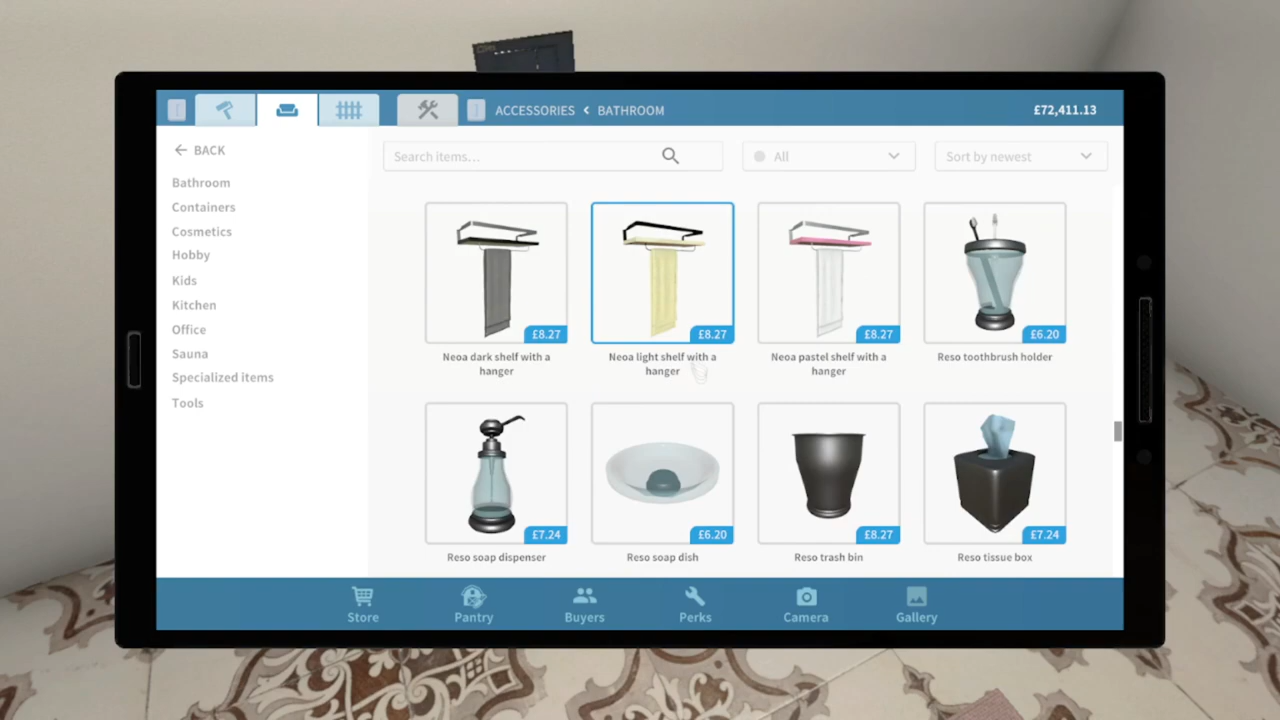 ACCESSORIES < BATHROOM
£72,411.13
BACK
Search items...
All
Sort by newest
Bathroom
Containers
Cosmetics
Hobby
Kids
Kitchen
Office
Sauna
Specialized items
Tools
£8.27
£8.27
£8.27
£6.20
Neoa dark shelf with a
hanger
Neoa light shelf with a
hanger
Neoa pastel shelf with a
hanger
Reso toothbrush holder
£7.24
£6.20
£8.27
£7.24
Reso soap dispenser
Reso soap dish
Reso trash bin
Reso tissue box
Store
Pantry
Buyers
Perks
Camera
Gallery